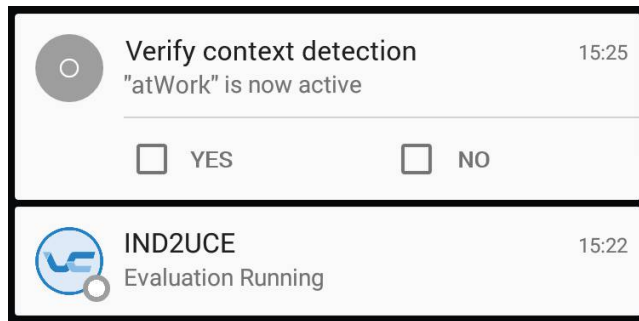 Verify context detection 15:25
"atWork" is now active
YES NO
IND2UCE 15:22
Evaluation Running